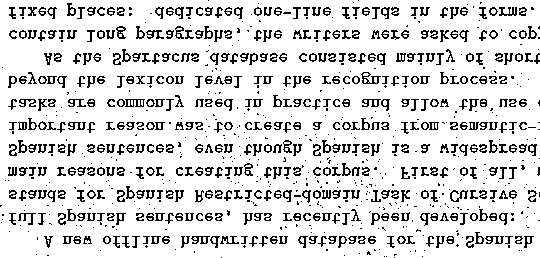 A new offline handwritten database for the Spanish
full Spanish sentences, has recently been developed:
stands for Spanish Restricted-domain Task of Cursive
main reasons for creating this corpus. First of all,
Spanish sentences, even though Spanish is a widespread
important reason was to create a corpus from semantic-
tasks are commonly used in practice and allow the use
beyond the lexicon level in the recognition process.
As the Spartacus database consisted mainly of short
contain long paragraphs, the writers were asked to copy
fixed places: dedicated one-line fields in the forms.